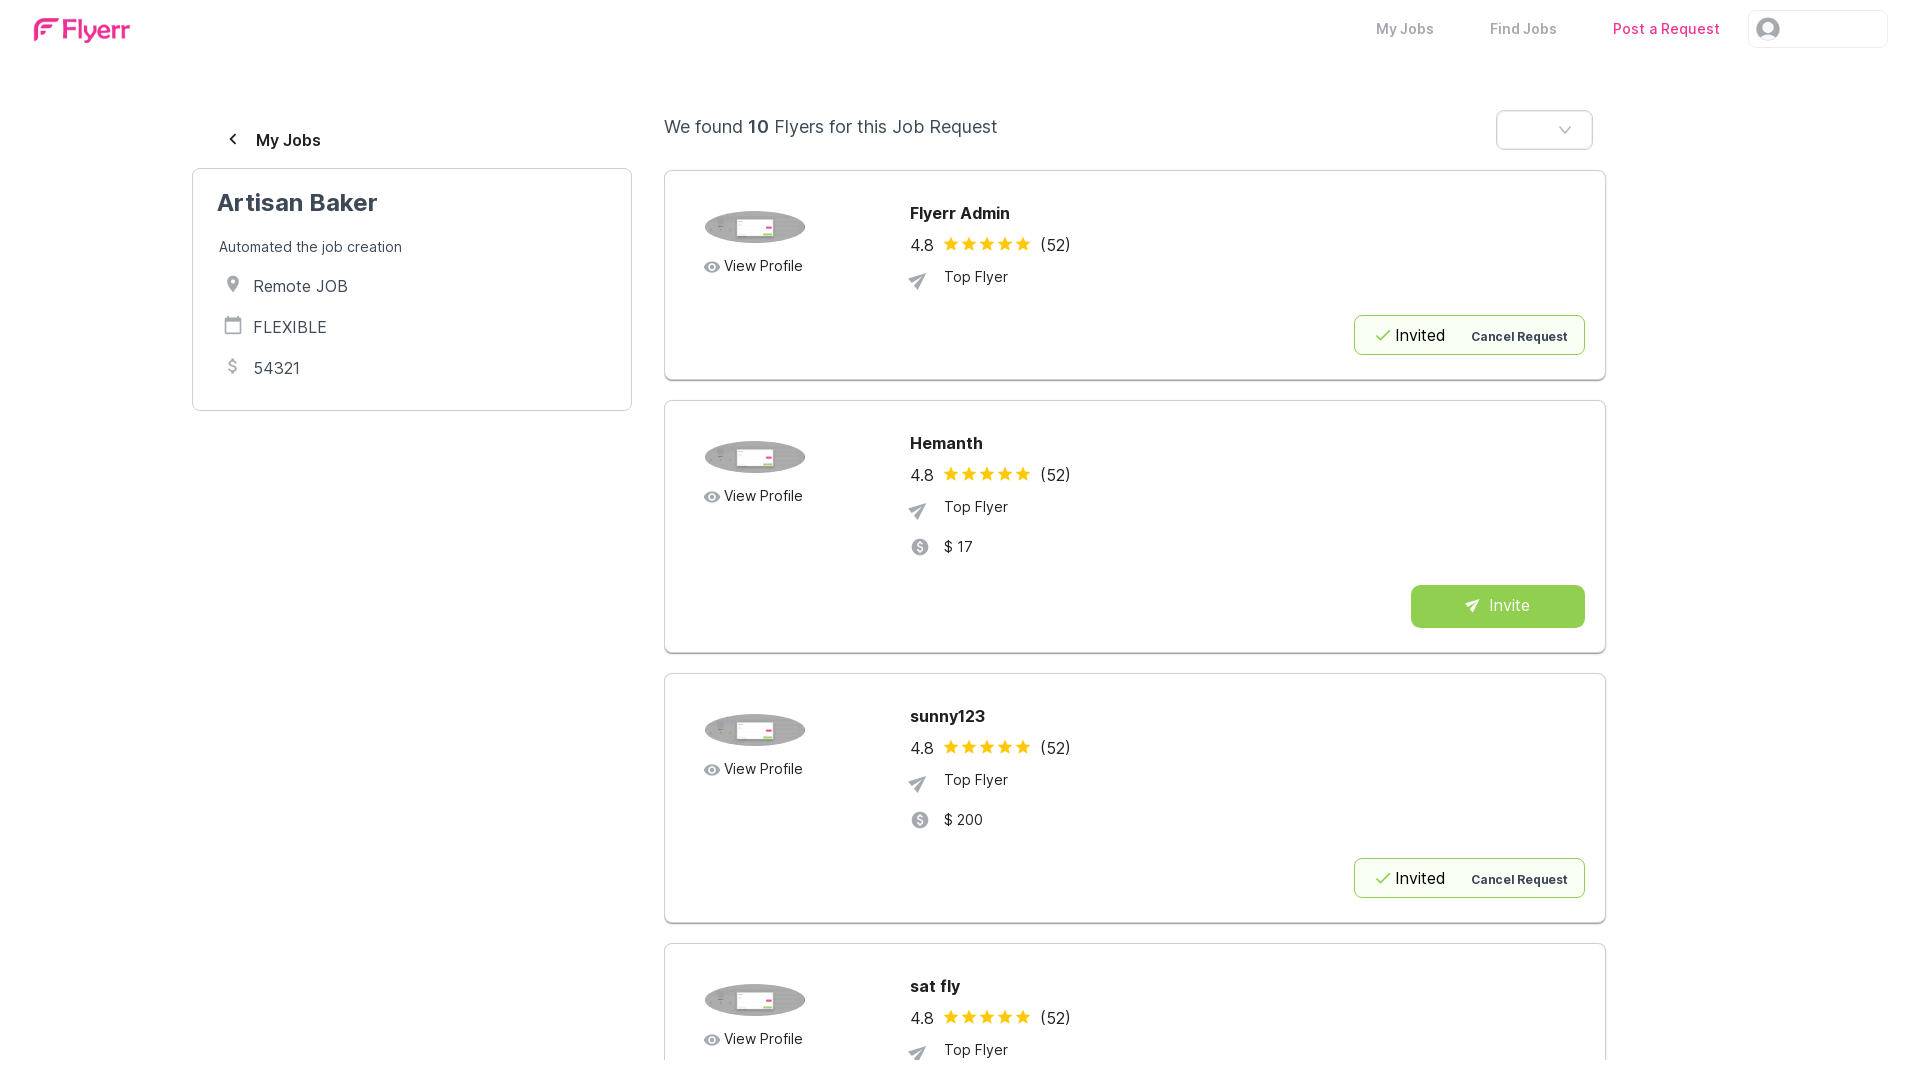 Flyerr
My Jobs
Find Jobs
Post a Request
My Jobs
Artisan Baker
Automated the job creation
Remote JOB
FLEXIBLE
54321
We found 10 Flyers for this Job Request
Flyerr Admin
4.8 (52)
View Profile
Top Flyer
Invited Cancel Request
Hemanth
4.8 (52)
View Profile
Top Flyer
$ 17
Invite
sunny123
4.8 (52)
View Profile
Top Flyer
$ 200
Invited Cancel Request
sat fly
4.8 (52)
View Profile
Top Flyer